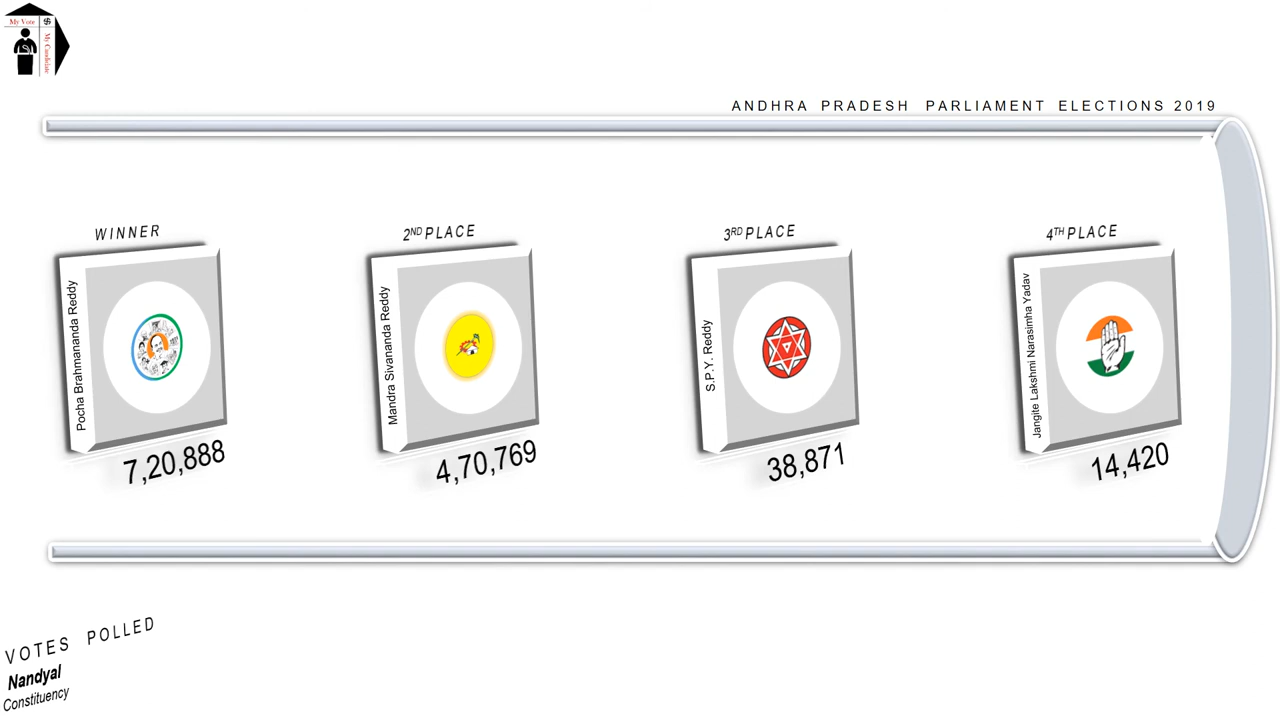 My Vote
My Candidate
ANDHRA PRADESH PARLIAMENT ELECTIONS 2019
WINNER
2ND PLACE
3RD PLACE
4TH PLACE
Pocha Brahmananda Reddy
Mandra Sivananda Reddy
S.P.Y. Reddy
Jangite Lakshmi Narasimha Yadav
7,20,888
4,70,769
38,871
14,420
VOTES POLLED
Nandyal
Constituency